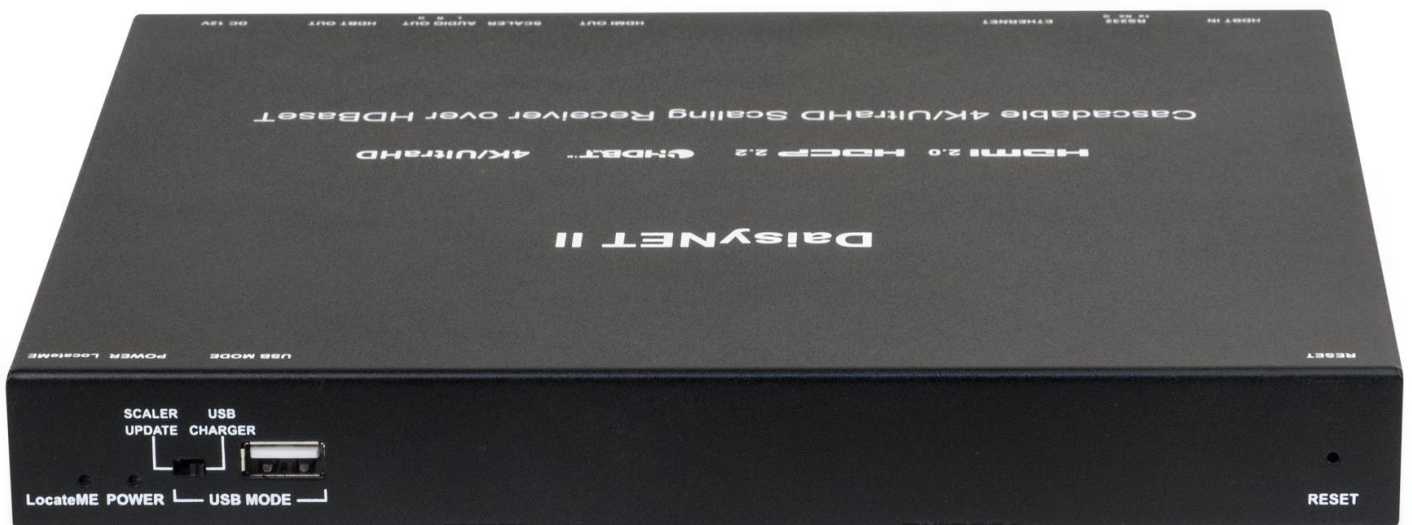 RESET USB MODE POWER LocateME
DaisyNET II
HDMI 2.0 HDCP 2.2 HDBT™ 4K/UltraHD
Cascadable 4K/UltraHD Scaling Receiver over HDBaseT
HDBT IN RS232 ETHERNET HDMI OUT SCALER AUDIO OUT HDBT OUT DC 12V
SCALER UPDATE
USB CHARGER
LocateME POWER USB MODE RESET